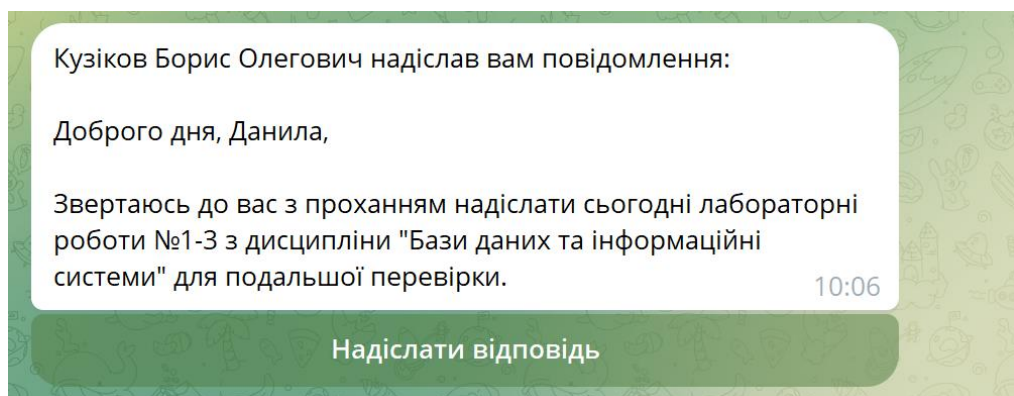 Кузіков Борис Олегович надіслав вам повідомлення:
Доброго дня, Данила,
Звертаюсь до вас з проханням надіслати сьогодні лабораторні
роботи №1-3 з дисципліни "Бази даних та інформаційні
системи" для подальшої перевірки.
10:06
Надіслати відповідь